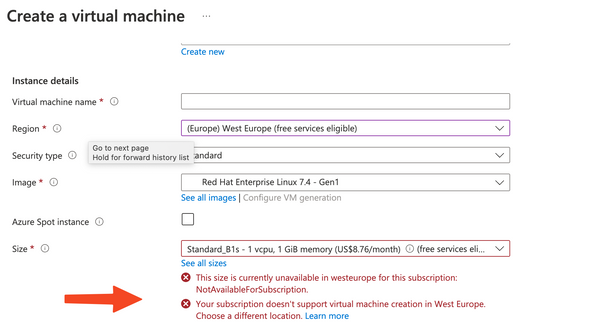 Create a virtual machine ...
Create new
Instance details
Virtual machine name *
Region *
(Europe) West Europe (free services eligible)
Go to next page
Hold for forward history list
Security type
andard
Image *
Red Hat Enterprise Linux 7.4 - Gen1
See all images | Configure VM generation
Azure Spot instance
Size *
Standard_B1s - 1 vcpu, 1 GiB memory (US$8.76/month) (free services eli...
See all sizes
This size is currently unavailable in westeurope for this subscription:
NotAvailableForSubscription.
Your subscription doesn't support virtual machine creation in West Europe.
Choose a different location. Learn more